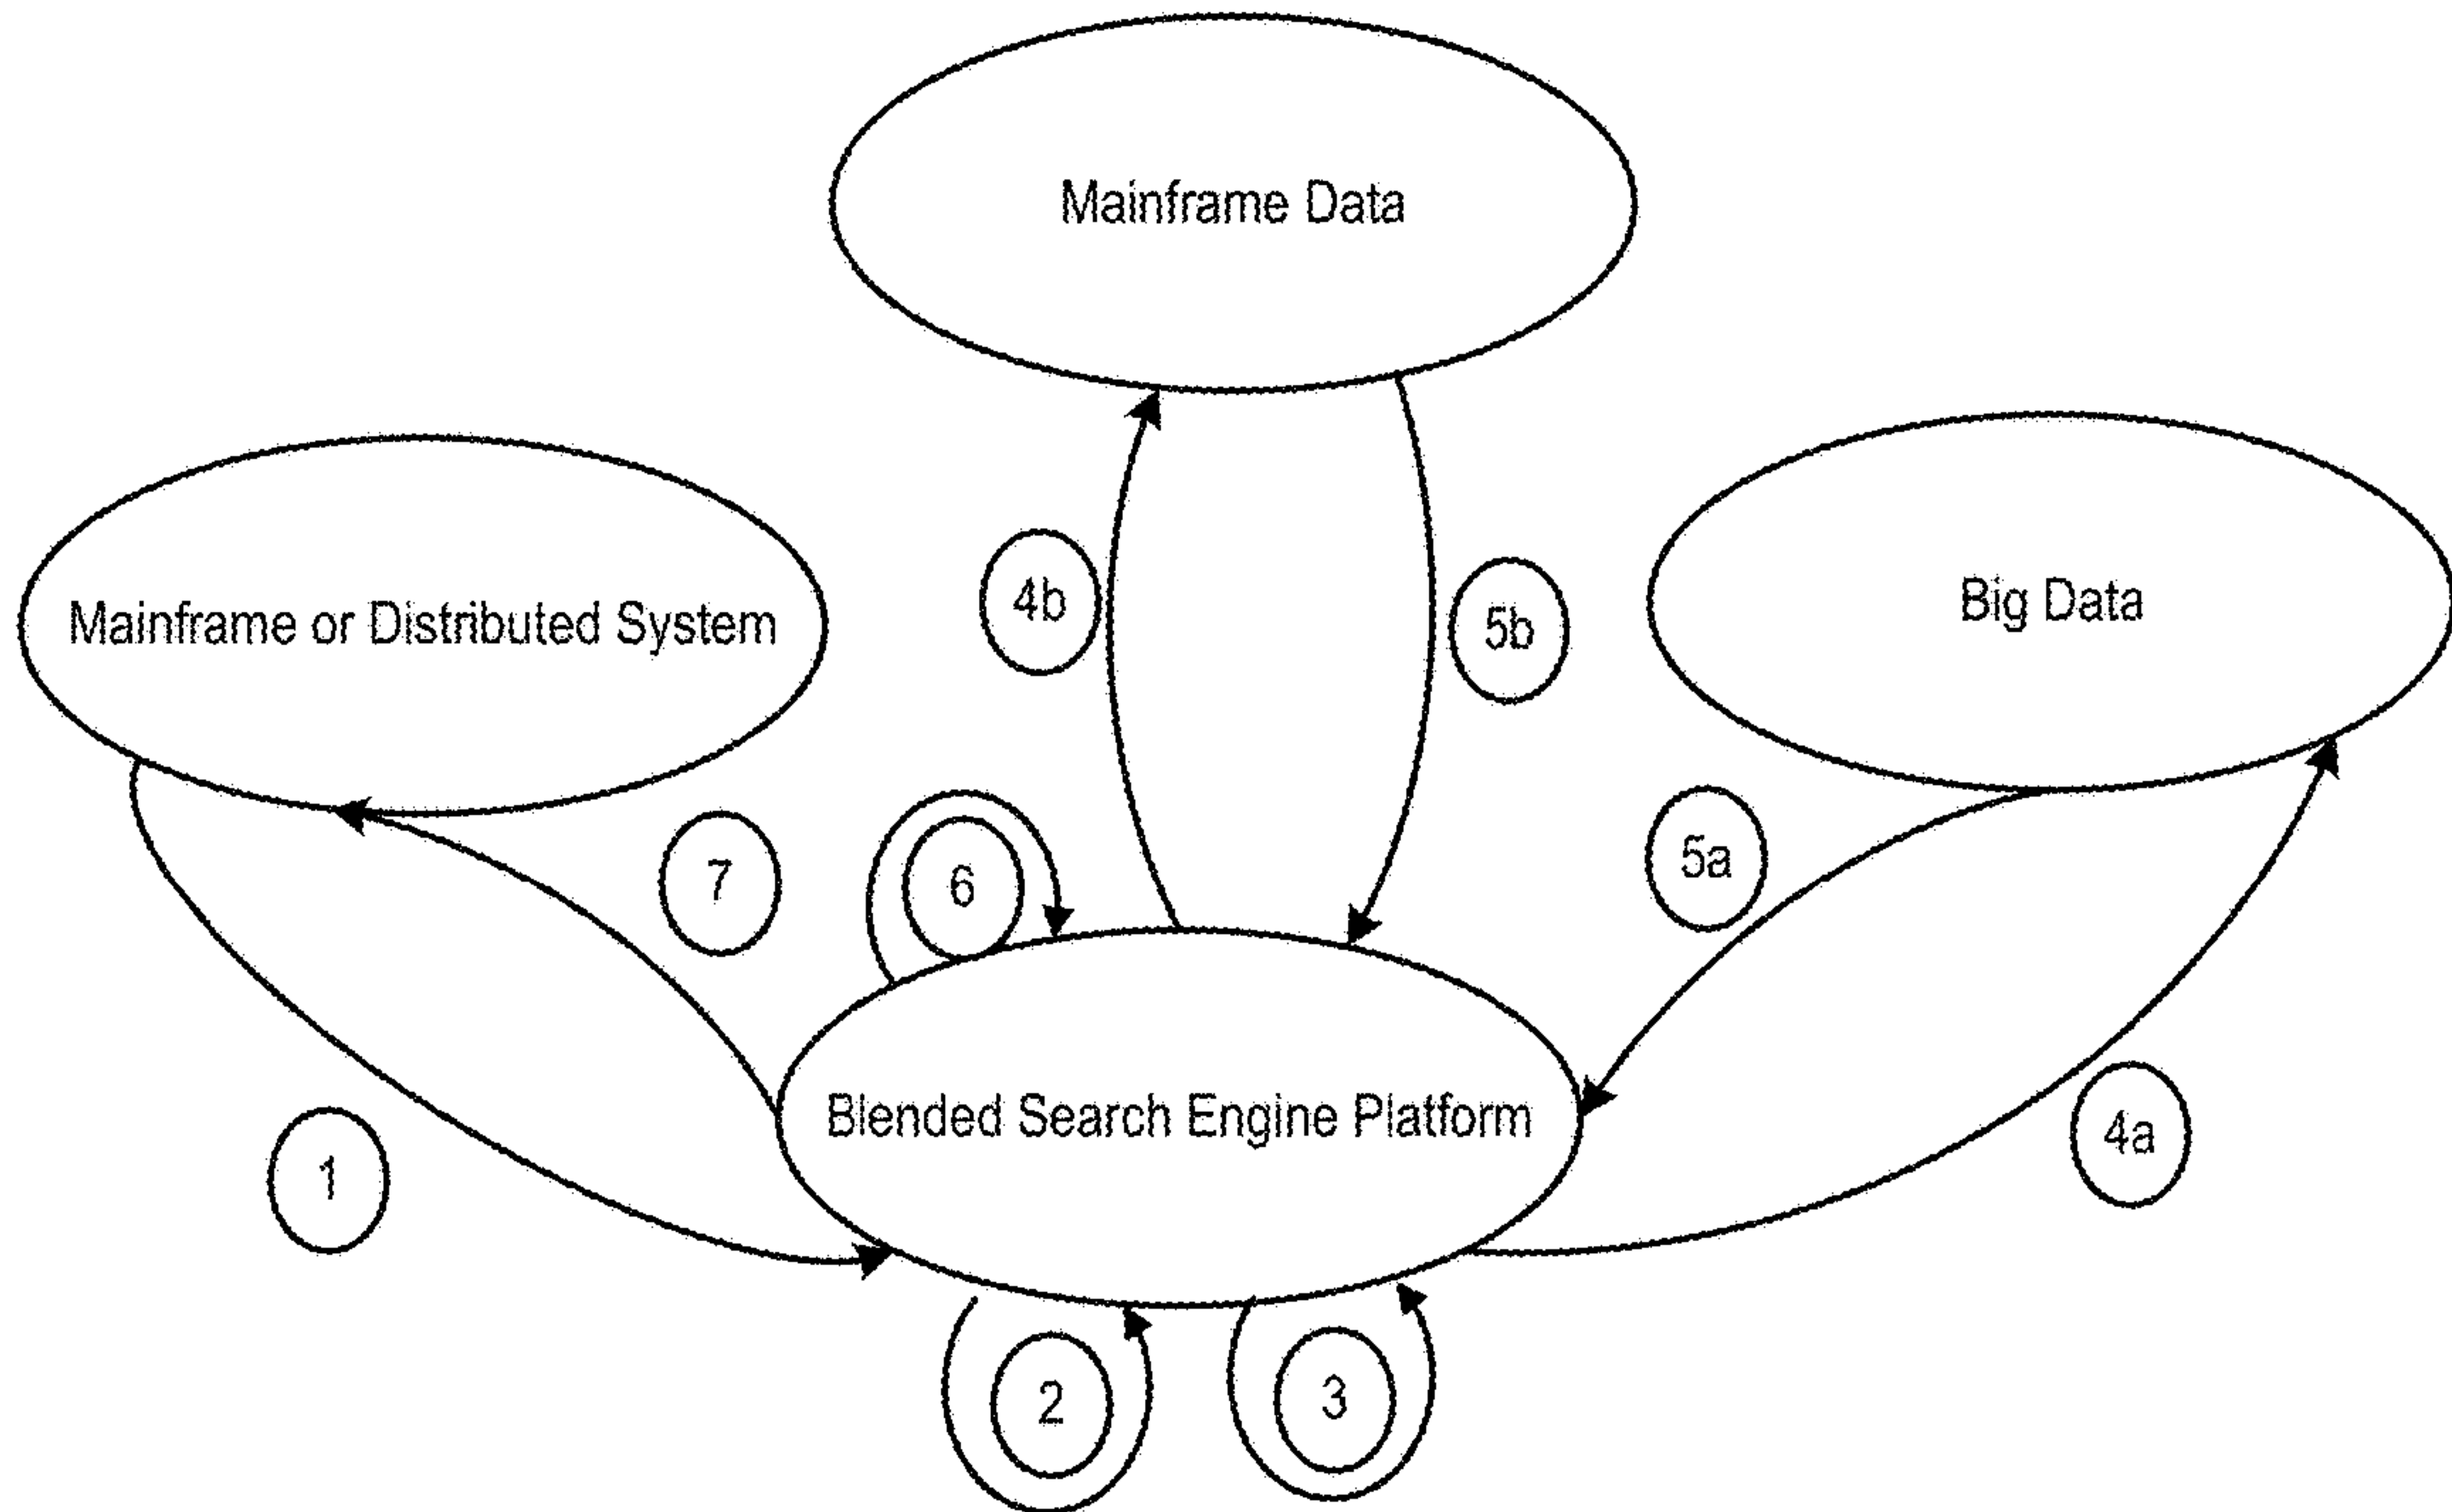 Mainframe Data
Mainframe or Distributed System
Big Data
4b
5b
7
6
5a
Blended Search Engine Platform
4a
1
2
3